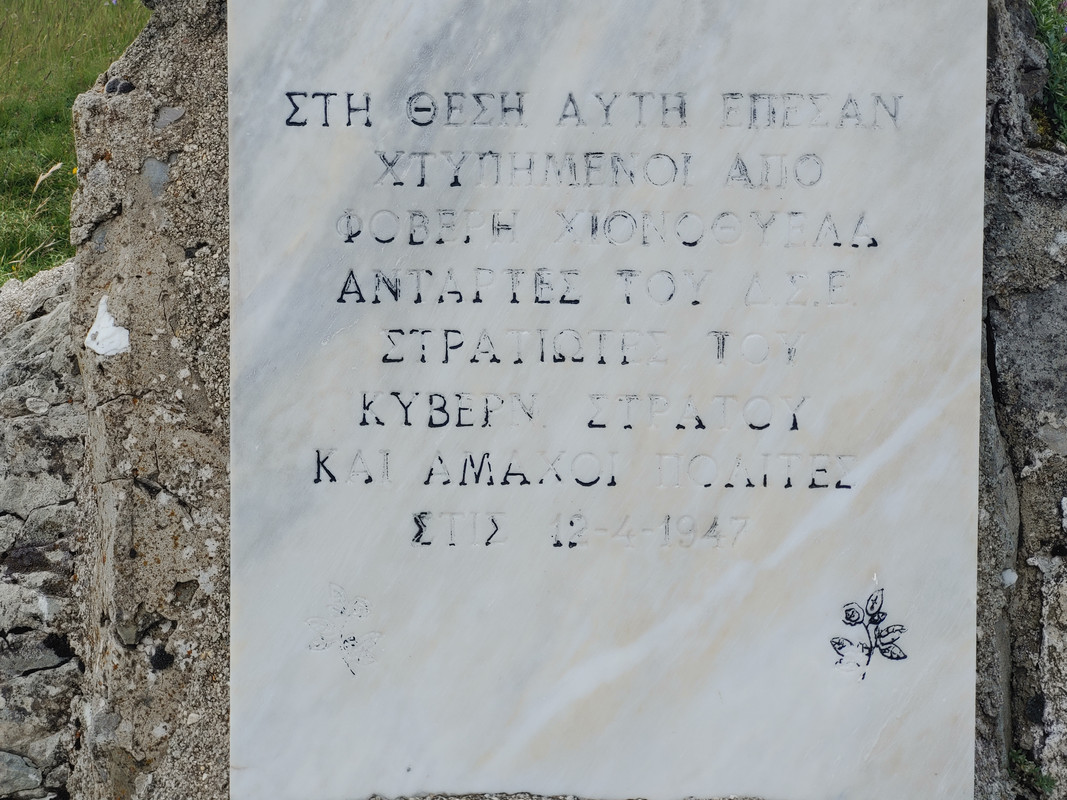 ΣΤΗ ΘΕΣΗ ΑΥΤΗ ΕΠΕΣΑΝ
ΧΤΥΠΗΜΕΝΟΙ ΑΠΟ
ΦΟΒΕΡΗ ΧΙΟΝΟΘΥΕΛΑ
ΑΝΤΑΡΤΕΣ ΤΟΥ Δ.Σ.Ε.
ΣΤΡΑΤΙΩΤΕΣ ΤΟΥ
ΚΥΒΕΡΝ. ΣΤΡΑΤΟΥ
ΚΑΙ ΑΜΑΧΟΙ ΠΟΛΙΤΕΣ
ΣΤΙΣ 12-4-1947